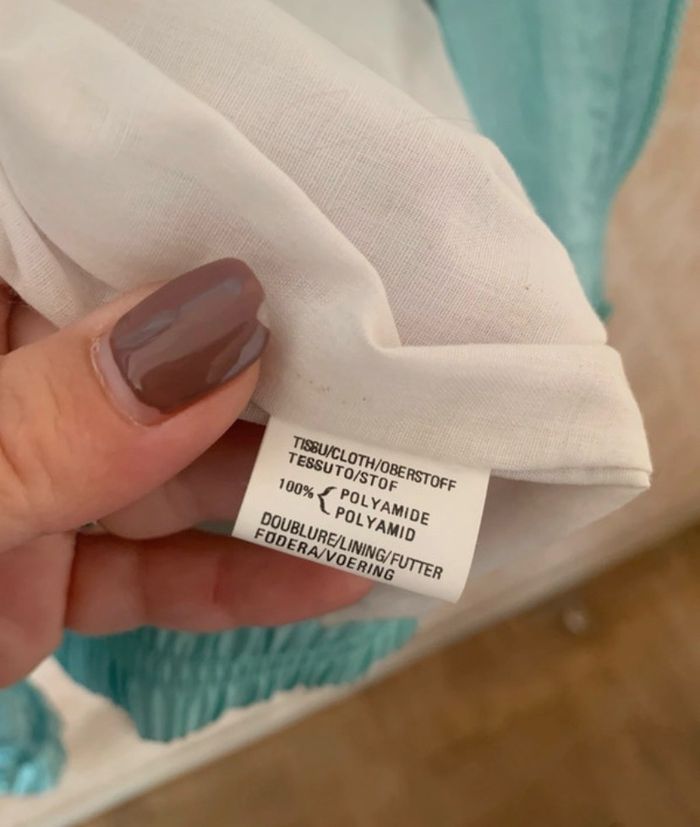 TISSU/CLOTH/OBERSTOFF
TESSUTO/STOF
100% { POLYAMIDE
POLYAMID
DOUBLURE/LINING/FUTTER
FODERA/VOERING